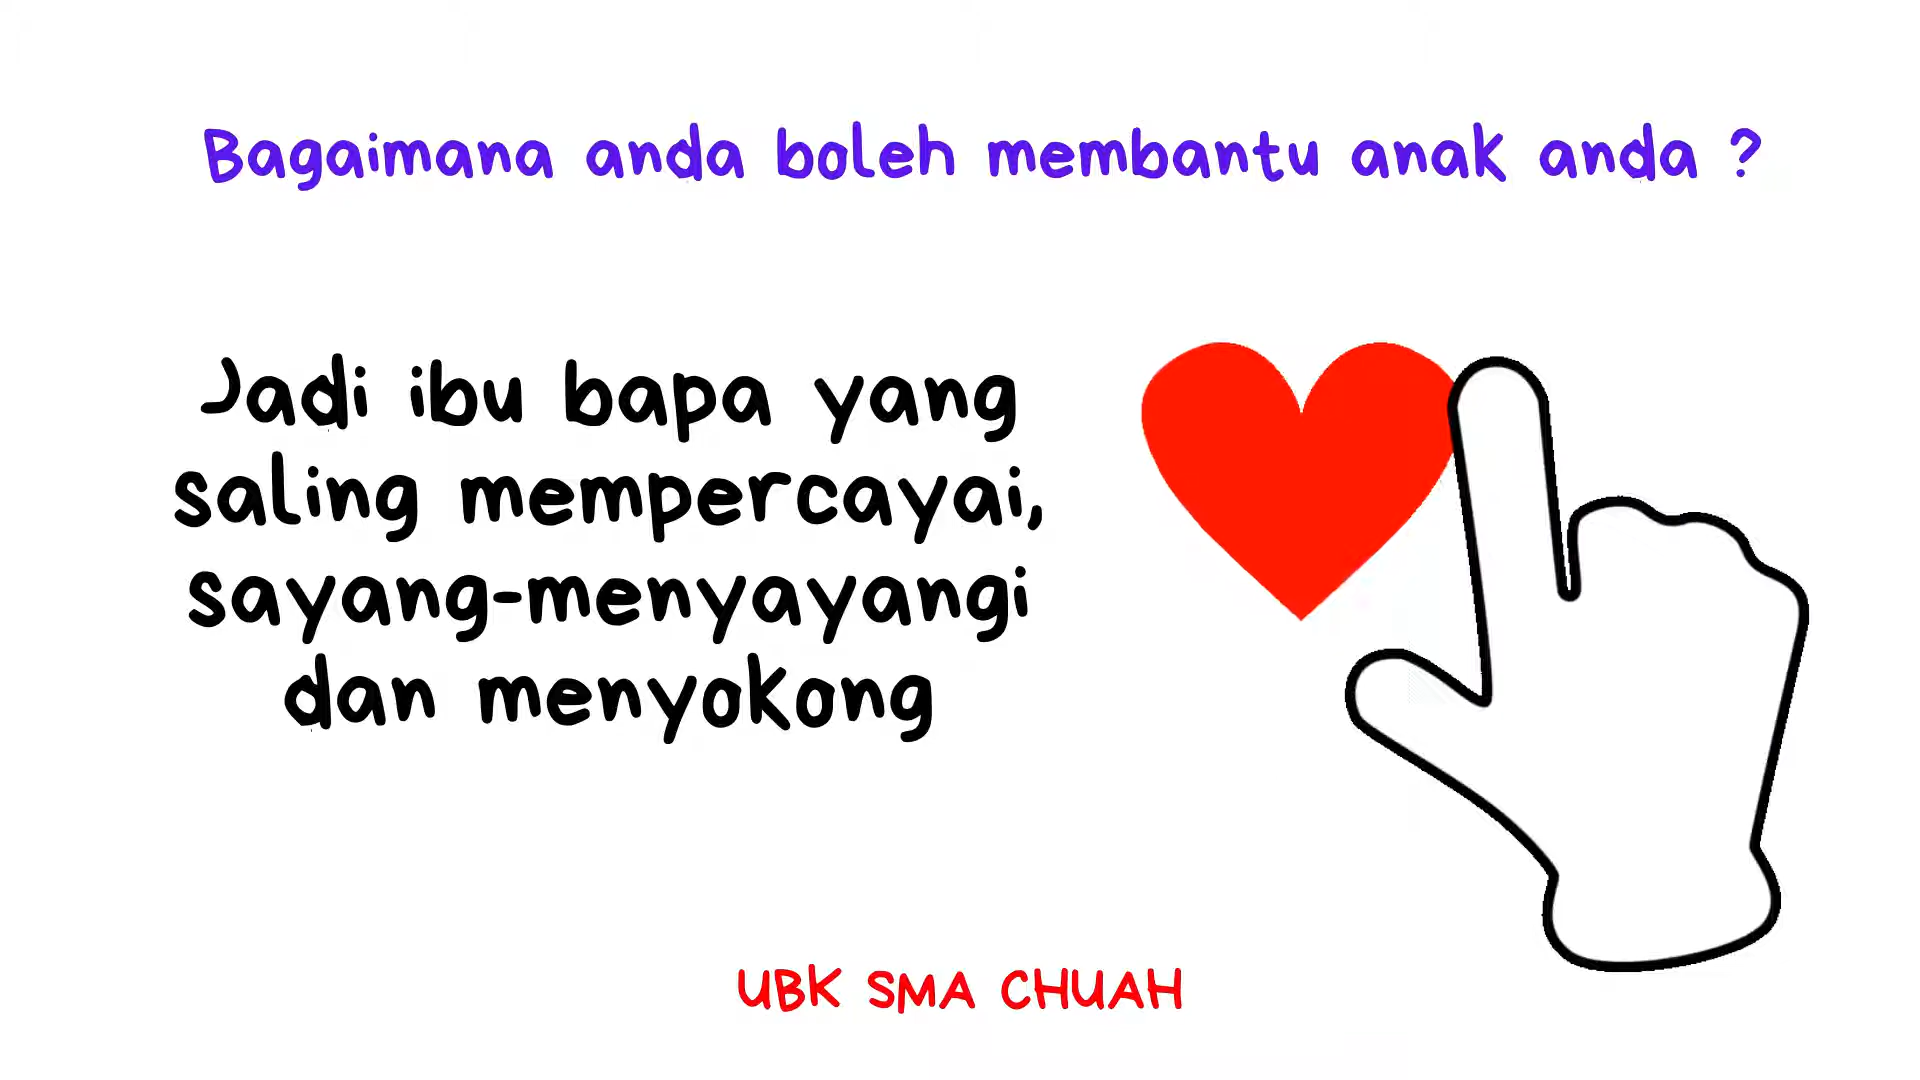 Bagaimana anda boleh membantu anak anda ?
Jadi ibu bapa yang
saling mempercayai,
sayang-menyayangi
dan menyokong
UBK SMA CHUAH